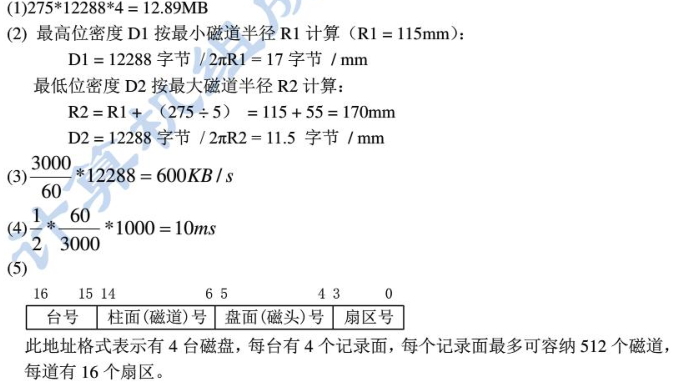 (1)275*12288*4 = 12.89MB
(2) 最高位密度 D1 按最小磁道半径 R1 计算（R1 = 115mm）：
D1 = 12288 字节 / 2πR1 = 17 字节 / mm
最低位密度 D2 按最大磁道半径 R2 计算：
R2 = R1 + （275 ÷ 5） = 115 + 55 = 170mm
D2 = 12288 字节 / 2πR2 = 11.5 字节 / mm
(3) 3000/60 *12288 = 600KB / s
(4) 1/2 * 60/3000 *1000 = 10ms
(5)
16 15 14 6 5 4 3 0
台号 柱面(磁道)号 盘面(磁头)号 扇区号
此地址格式表示有 4 台磁盘，每台有 4 个记录面，每个记录面最多可容纳 512 个磁道，
每道有 16 个扇区。
计算机组成